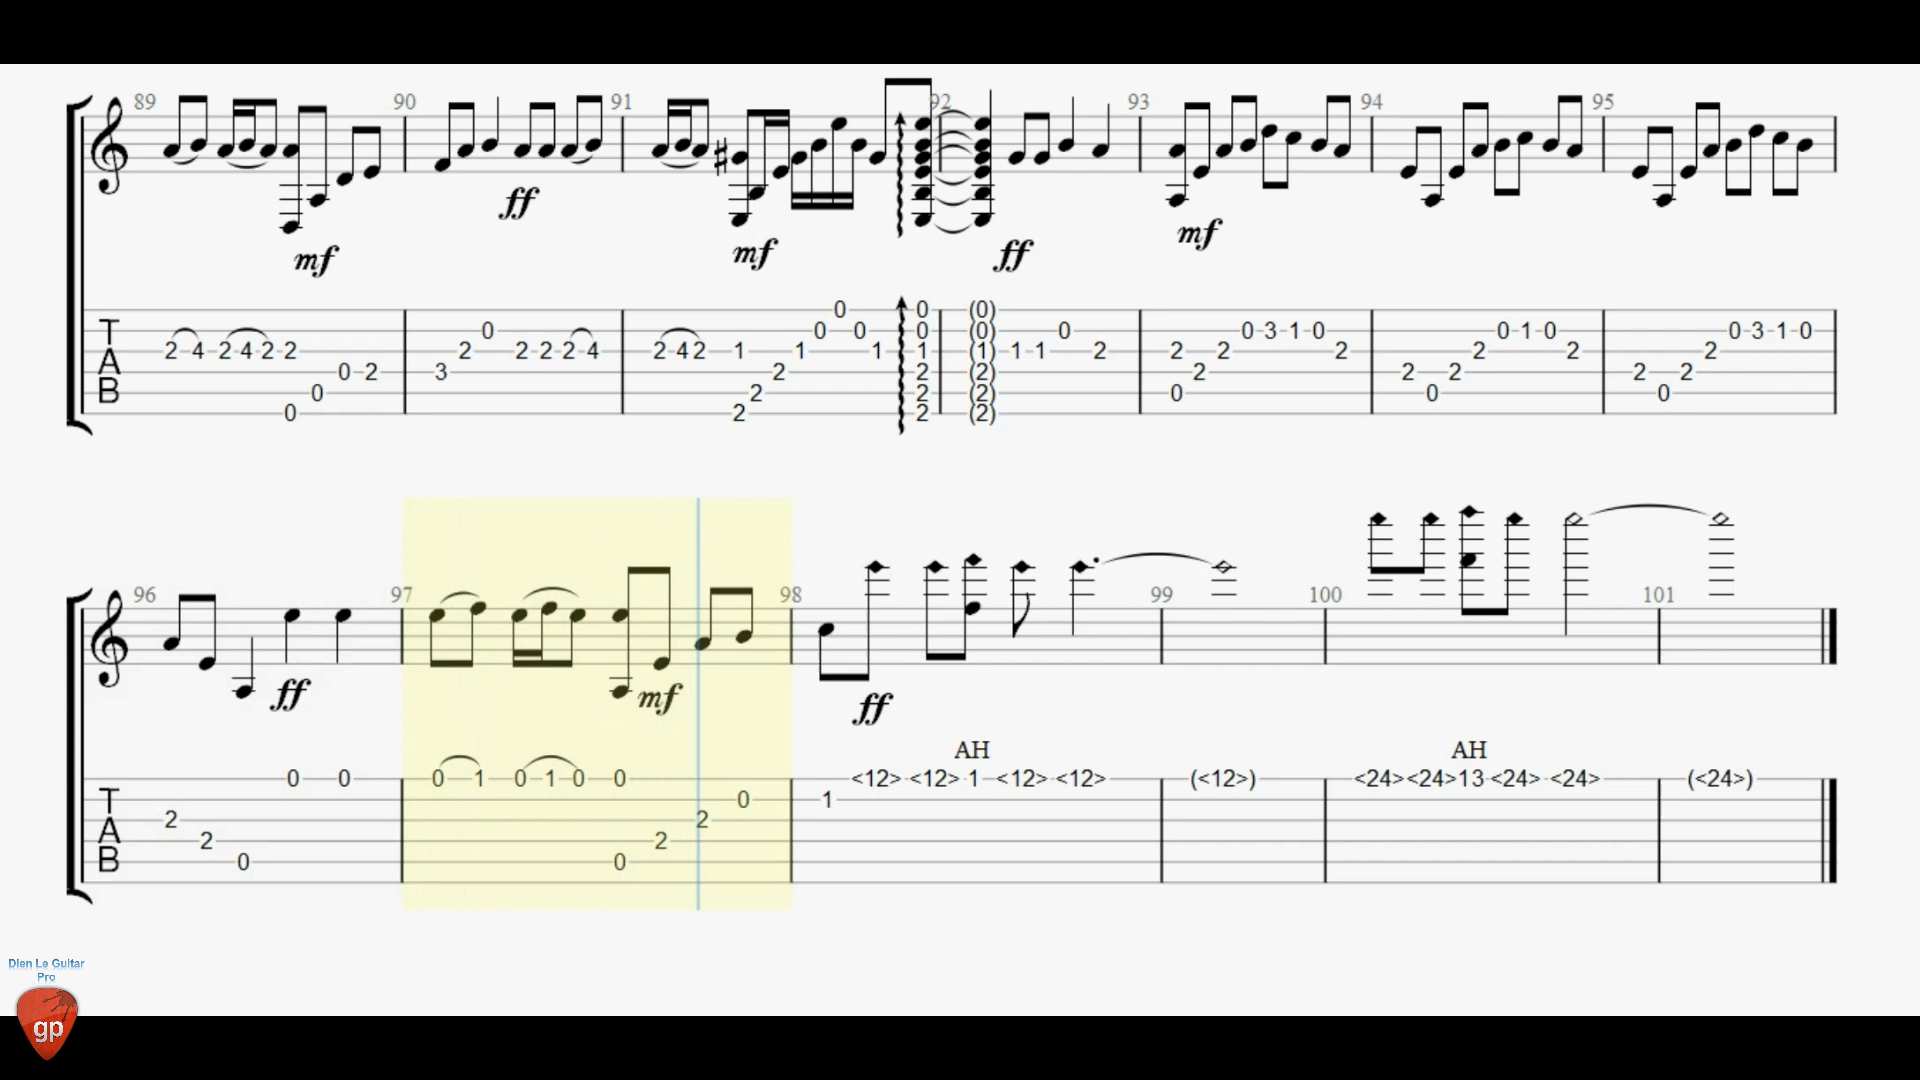 89 90 91 92 93 94 95
mf ff mf ff mf
T A B
0 0 (0)
0 0 0 0 (0) 0 0 3 1 0 0 1 0 0 3 1 0
2 4 2 4 2 2 2 2 2 2 4 2 4 2 1 1 1 1 (1) 1 1 2 2 2 2 2 2 2
0 2 3 2 2 (2) 2 2 2 2 2
0 2 2 (2) 0 0 0
0 2 2 (2)
96 97 98 99 100 101
ff mf ff
AH AH
T A B
0 0 0 1 0 1 0 0 <12> <12> 1 <12> <12> (<12>) <24> <24> 13 <24> <24> (<24>)
0 1
2 2
2 2
0 0
Dien Le Guitar
Pro
gp